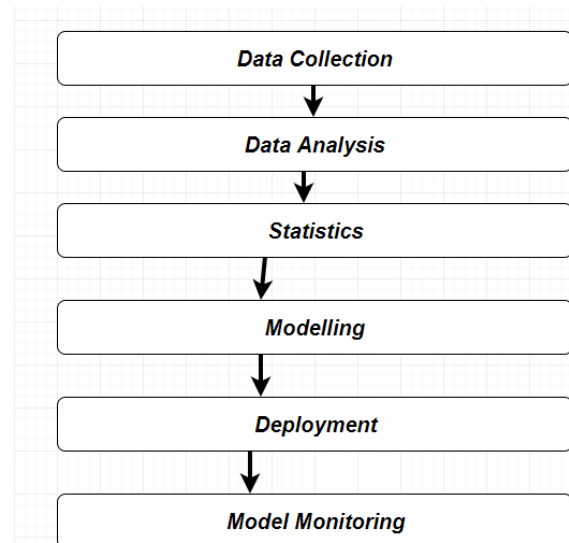 Data Collection
Data Analysis
Statistics
Modelling
Deployment
Model Monitoring